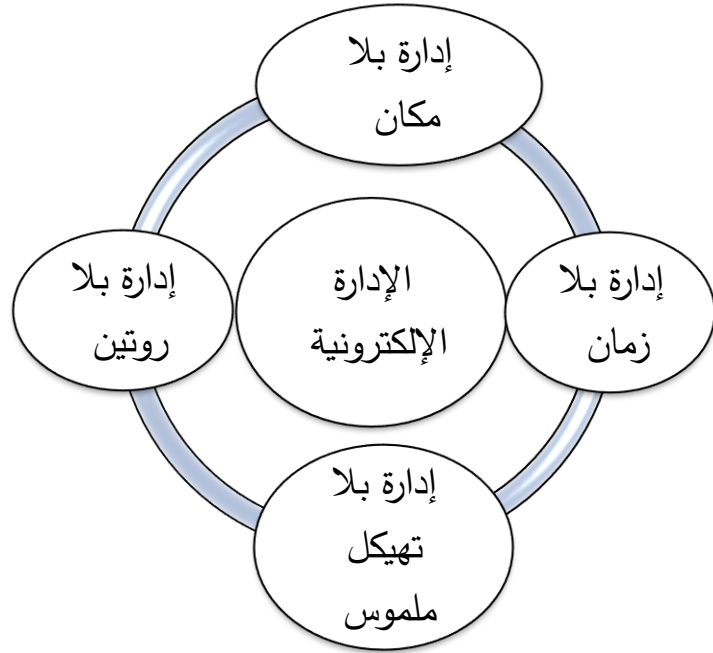 إدارة بلا
مكان
إدارة بلا
زمان
الإدارة
الإلكترونية
إدارة بلا
روتين
إدارة بلا
تهيكل
ملموس